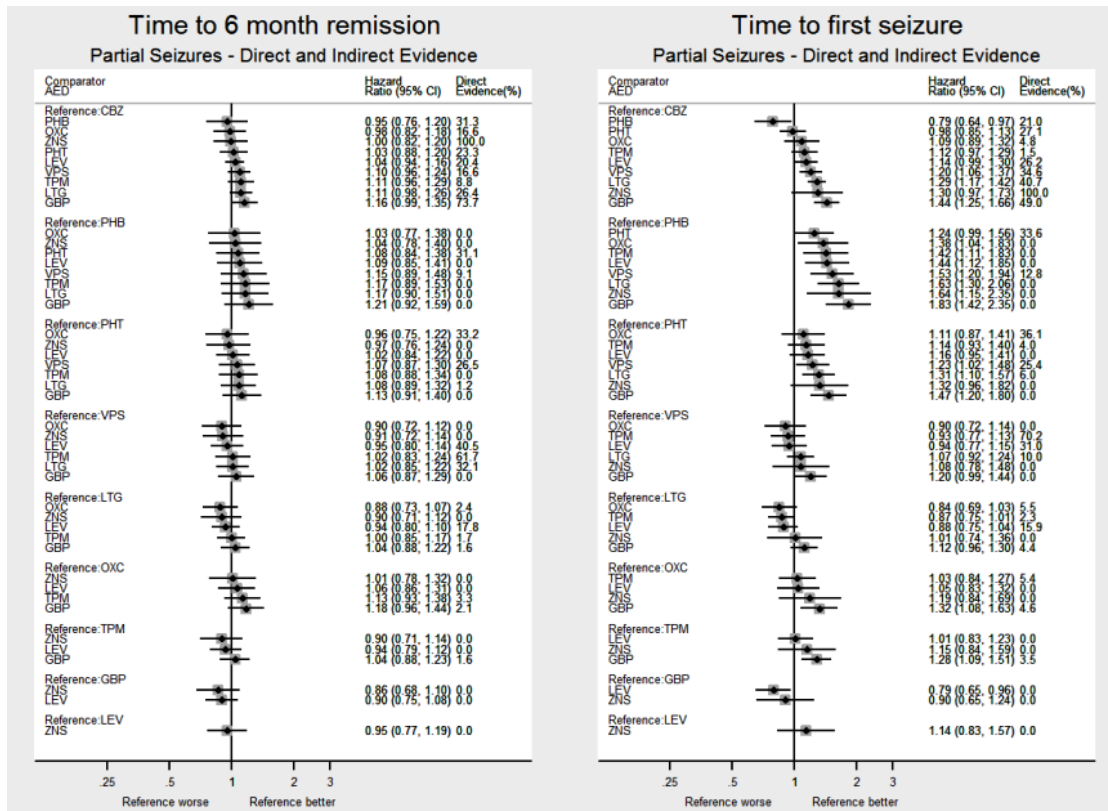 Time to 6 month remission
Partial Seizures - Direct and Indirect Evidence
Comparator Hazard Direct
AED Ratio (95% CI) Evidence(%)
Reference:CBZ
PHB 0.95 (0.76, 1.20) 31.3
OXC 0.98 (0.82, 1.18) 16.6
ZNS 1.00 (0.82, 1.20) 100.0
PHT 1.03 (0.88, 1.20) 23.3
LEV 1.04 (0.94, 1.16) 20.4
VPS 1.10 (0.96, 1.24) 16.6
TPM 1.11 (0.96, 1.29) 8.8
LTG 1.11 (0.98, 1.26) 26.4
GBP 1.16 (0.99, 1.35) 73.7
Reference:PHB
OXC 1.03 (0.77, 1.38) 0.0
ZNS 1.04 (0.78, 1.40) 0.0
PHT 1.08 (0.84, 1.38) 31.1
LEV 1.09 (0.85, 1.41) 0.0
VPS 1.15 (0.89, 1.48) 9.1
TPM 1.17 (0.89, 1.53) 0.0
LTG 1.17 (0.90, 1.51) 0.0
GBP 1.21 (0.92, 1.59) 0.0
Reference:PHT
OXC 0.96 (0.75, 1.22) 33.2
ZNS 0.97 (0.76, 1.24) 0.0
LEV 1.02 (0.84, 1.22) 0.0
VPS 1.07 (0.87, 1.30) 26.5
TPM 1.08 (0.88, 1.34) 0.0
LTG 1.08 (0.89, 1.32) 1.2
GBP 1.13 (0.91, 1.40) 0.0
Reference:VPS
OXC 0.90 (0.72, 1.12) 0.0
ZNS 0.91 (0.72, 1.14) 0.0
LEV 0.95 (0.80, 1.14) 40.5
TPM 1.02 (0.83, 1.24) 61.7
LTG 1.02 (0.85, 1.22) 32.1
GBP 1.06 (0.87, 1.29) 0.0
Reference:LTG
OXC 0.88 (0.73, 1.07) 2.4
ZNS 0.90 (0.71, 1.12) 0.0
LEV 0.94 (0.80, 1.10) 17.8
TPM 1.00 (0.85, 1.17) 1.7
GBP 1.04 (0.88, 1.22) 1.6
Reference:OXC
ZNS 1.01 (0.78, 1.32) 0.0
LEV 1.06 (0.86, 1.31) 0.0
TPM 1.13 (0.93, 1.38) 3.3
GBP 1.18 (0.96, 1.44) 2.1
Reference:TPM
ZNS 0.90 (0.71, 1.14) 0.0
LEV 0.94 (0.79, 1.12) 0.0
GBP 1.04 (0.88, 1.23) 1.6
Reference:GBP
ZNS 0.86 (0.68, 1.10) 0.0
LEV 0.90 (0.75, 1.08) 0.0
Reference:LEV
ZNS 0.95 (0.77, 1.19) 0.0
.25 .5 1 2 3
Reference worse Reference better
Time to first seizure
Partial Seizures - Direct and Indirect Evidence
Comparator Hazard Direct
AED Ratio (95% CI) Evidence(%)
Reference:CBZ
PHB 0.79 (0.64, 0.97) 21.0
PHT 0.98 (0.85, 1.13) 27.1
OXC 1.09 (0.89, 1.32) 4.8
TPM 1.12 (0.97, 1.29) 1.5
LEV 1.14 (0.99, 1.30) 26.2
VPS 1.20 (1.06, 1.37) 34.6
LTG 1.29 (1.17, 1.42) 40.7
ZNS 1.30 (0.97, 1.73) 100.0
GBP 1.44 (1.25, 1.66) 49.0
Reference:PHB
PHT 1.24 (0.99, 1.56) 33.6
OXC 1.38 (1.04, 1.83) 0.0
TPM 1.42 (1.11, 1.83) 0.0
LEV 1.44 (1.12, 1.85) 0.0
VPS 1.53 (1.20, 1.94) 12.8
LTG 1.63 (1.30, 2.06) 0.0
ZNS 1.64 (1.15, 2.35) 0.0
GBP 1.83 (1.42, 2.35) 0.0
Reference:PHT
OXC 1.11 (0.87, 1.41) 36.1
TPM 1.14 (0.93, 1.40) 4.0
LEV 1.16 (0.95, 1.41) 0.0
VPS 1.23 (1.02, 1.48) 25.4
LTG 1.31 (1.10, 1.57) 6.0
ZNS 1.32 (0.96, 1.82) 0.0
GBP 1.47 (1.20, 1.80) 0.0
Reference:VPS
OXC 0.90 (0.72, 1.14) 0.0
TPM 0.93 (0.77, 1.13) 70.2
LEV 0.94 (0.77, 1.15) 31.0
LTG 1.07 (0.92, 1.24) 10.0
ZNS 1.08 (0.78, 1.48) 0.0
GBP 1.20 (0.99, 1.44) 0.0
Reference:LTG
OXC 0.84 (0.69, 1.03) 5.5
TPM 0.87 (0.75, 1.01) 2.3
LEV 0.88 (0.75, 1.04) 15.9
ZNS 1.01 (0.74, 1.36) 0.0
GBP 1.12 (0.96, 1.30) 4.4
Reference:OXC
TPM 1.03 (0.84, 1.27) 5.4
LEV 1.05 (0.83, 1.32) 0.0
ZNS 1.19 (0.84, 1.69) 0.0
GBP 1.32 (1.08, 1.63) 4.6
Reference:TPM
LEV 1.01 (0.83, 1.23) 0.0
ZNS 1.15 (0.84, 1.59) 0.0
GBP 1.28 (1.09, 1.51) 3.5
Reference:GBP
LEV 0.79 (0.65, 0.96) 0.0
ZNS 0.90 (0.65, 1.24) 0.0
Reference:LEV
ZNS 1.14 (0.83, 1.57) 0.0
.25 .5 1 2 3
Reference worse Reference better